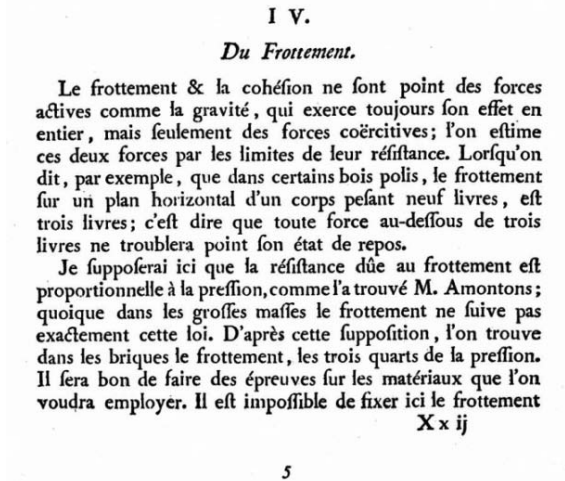 I V.
Du Frottement.
Le frottement & la cohéſion ne ſont point des forces
actives comme la gravité, qui exerce toujours ſon effet en
entier, mais ſeulement des forces coërcitives; l'on eſtime
ces deux forces par les limites de leur réſiſtance. Lorſqu'on
dit, par exemple, que dans certains bois polis, le frottement
ſur un plan horizontal d'un corps peſant neuf livres, eſt
trois livres; c'eſt dire que toute force au-deſſous de trois
livres ne troublera point ſon état de repos.
Je ſuppoſerai ici que la réſiſtance dûe au frottement eſt
proportionnelle à la preſſion, comme l'a trouvé M. Amontons;
quoique dans les groſſes maſſes le frottement ne ſuive pas
exactement cette loi. D'après cette ſuppoſition, l'on trouve
dans les briques le frottement, les trois quarts de la preſſion.
Il ſera bon de faire des épreuves ſur les matériaux que l'on
voudra employer. Il eſt impoſſible de fixer ici le frottement
X x ij
5